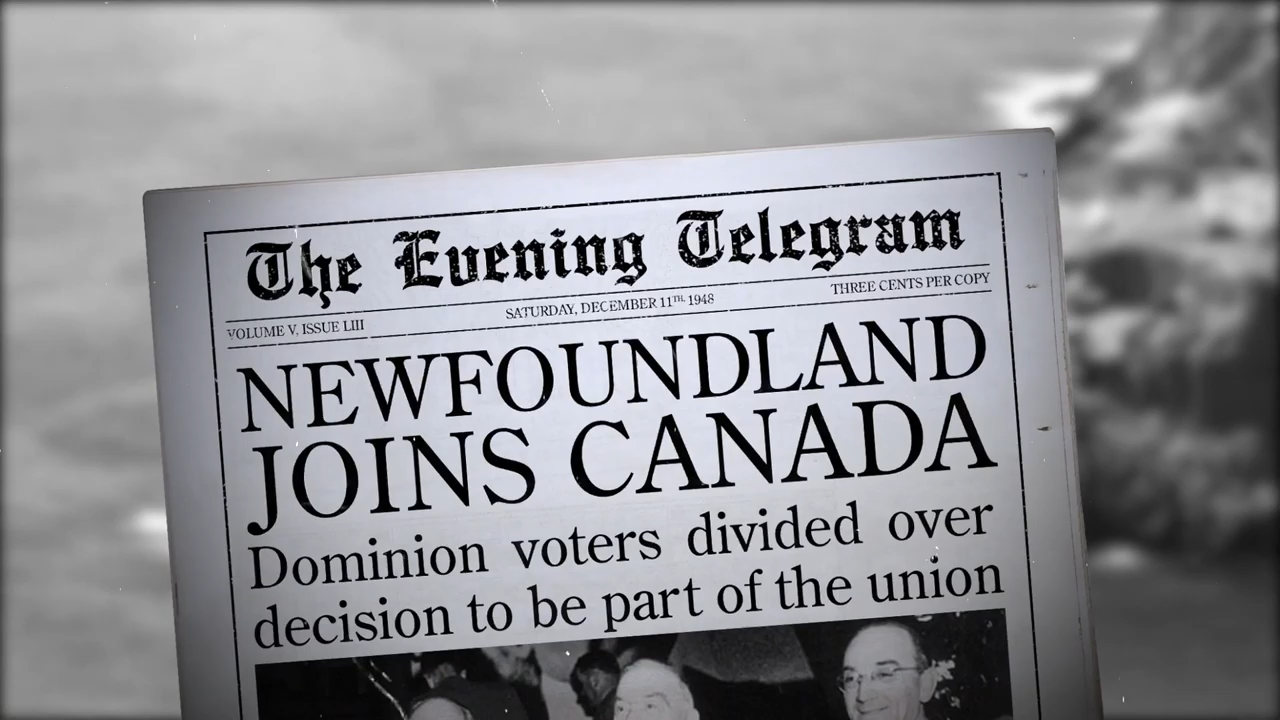 The Evening Telegram
VOLUME V, ISSUE LIII SATURDAY, DECEMBER 11TH, 1948 THREE CENTS PER COPY
NEWFOUNDLAND
JOINS CANADA
Dominion voters divided over
decision to be part of the union